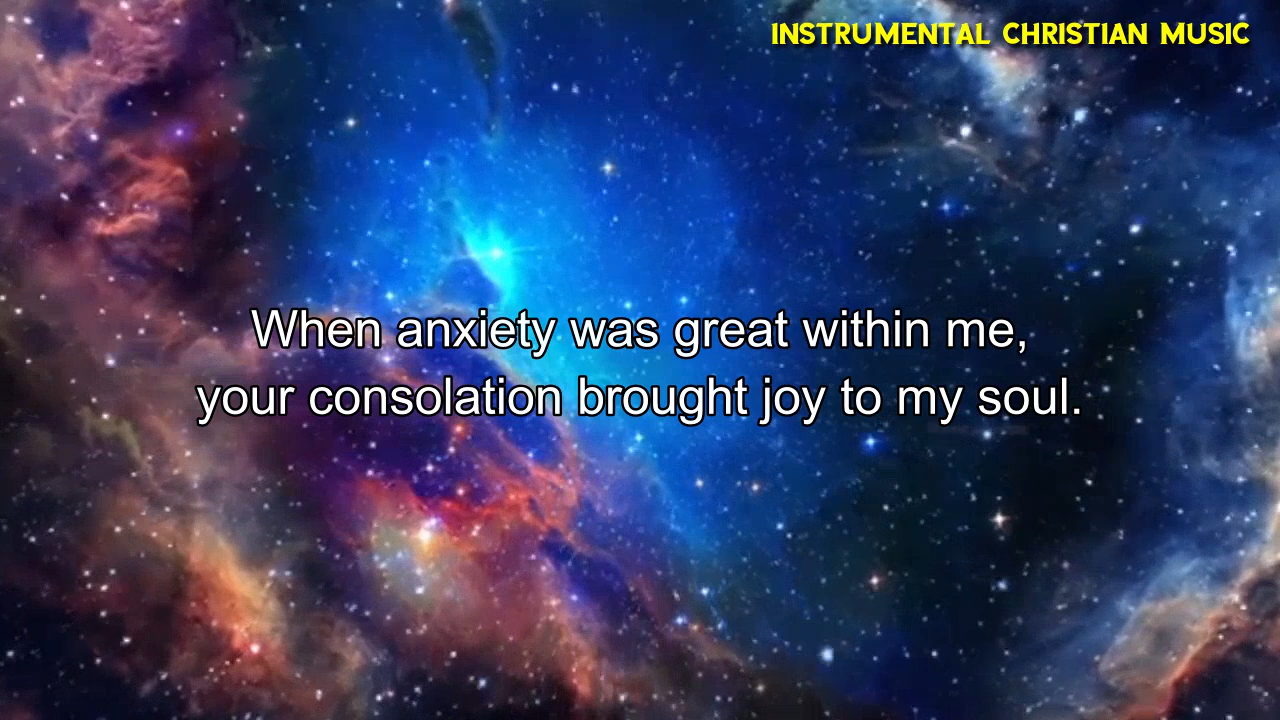 INSTRUMENTAL CHRISTIAN MUSIC
When anxiety was great within me,
your consolation brought joy to my soul.